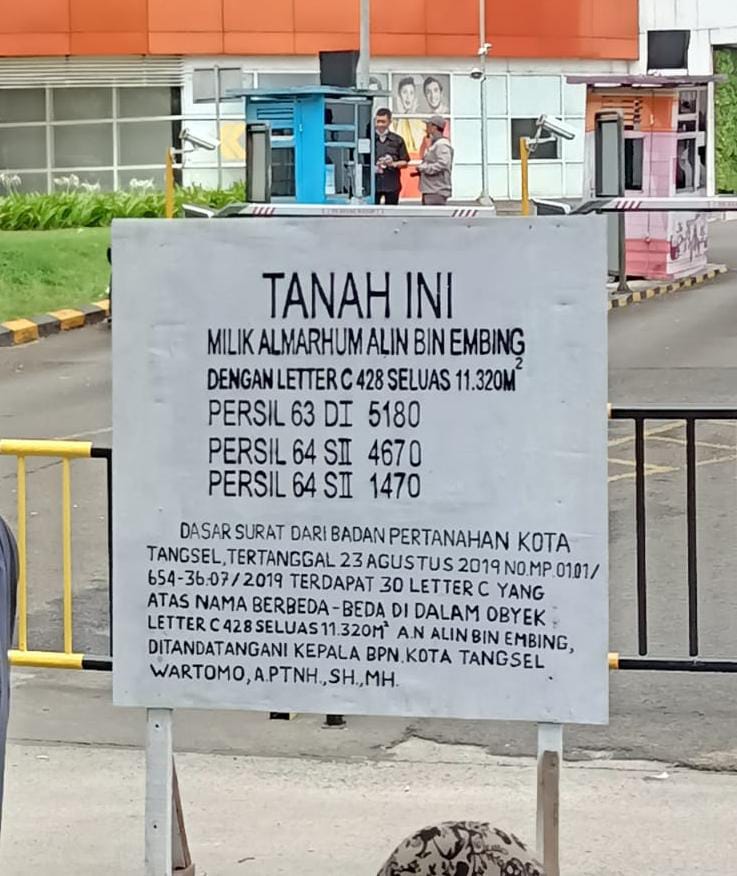 TANAH INI
MILIK ALMARHUM ALIN BIN EMBING
DENGAN LETTER C 428 SELUAS 11.320M²
PERSIL 63 DI 5180
PERSIL 64 SII 4670
PERSIL 64 SII 1470
DASAR SURAT DARI BADAN PERTANAHAN KOTA
TANGSEL,TERTANGGAL 23 AGUSTUS 2019 NO.MP.01.01/
654-36.07/2019 TERDAPAT 30 LETTER C YANG
ATAS NAMA BERBEDA-BEDA DI DALAM OBYEK
LETTER C 428 SELUAS 11.320M² A.N ALIN BIN EMBING,
DITANDATANGANI KEPALA BPN.KOTA TANGSEL
WARTOMO, A.PTNH.,SH.,MH.